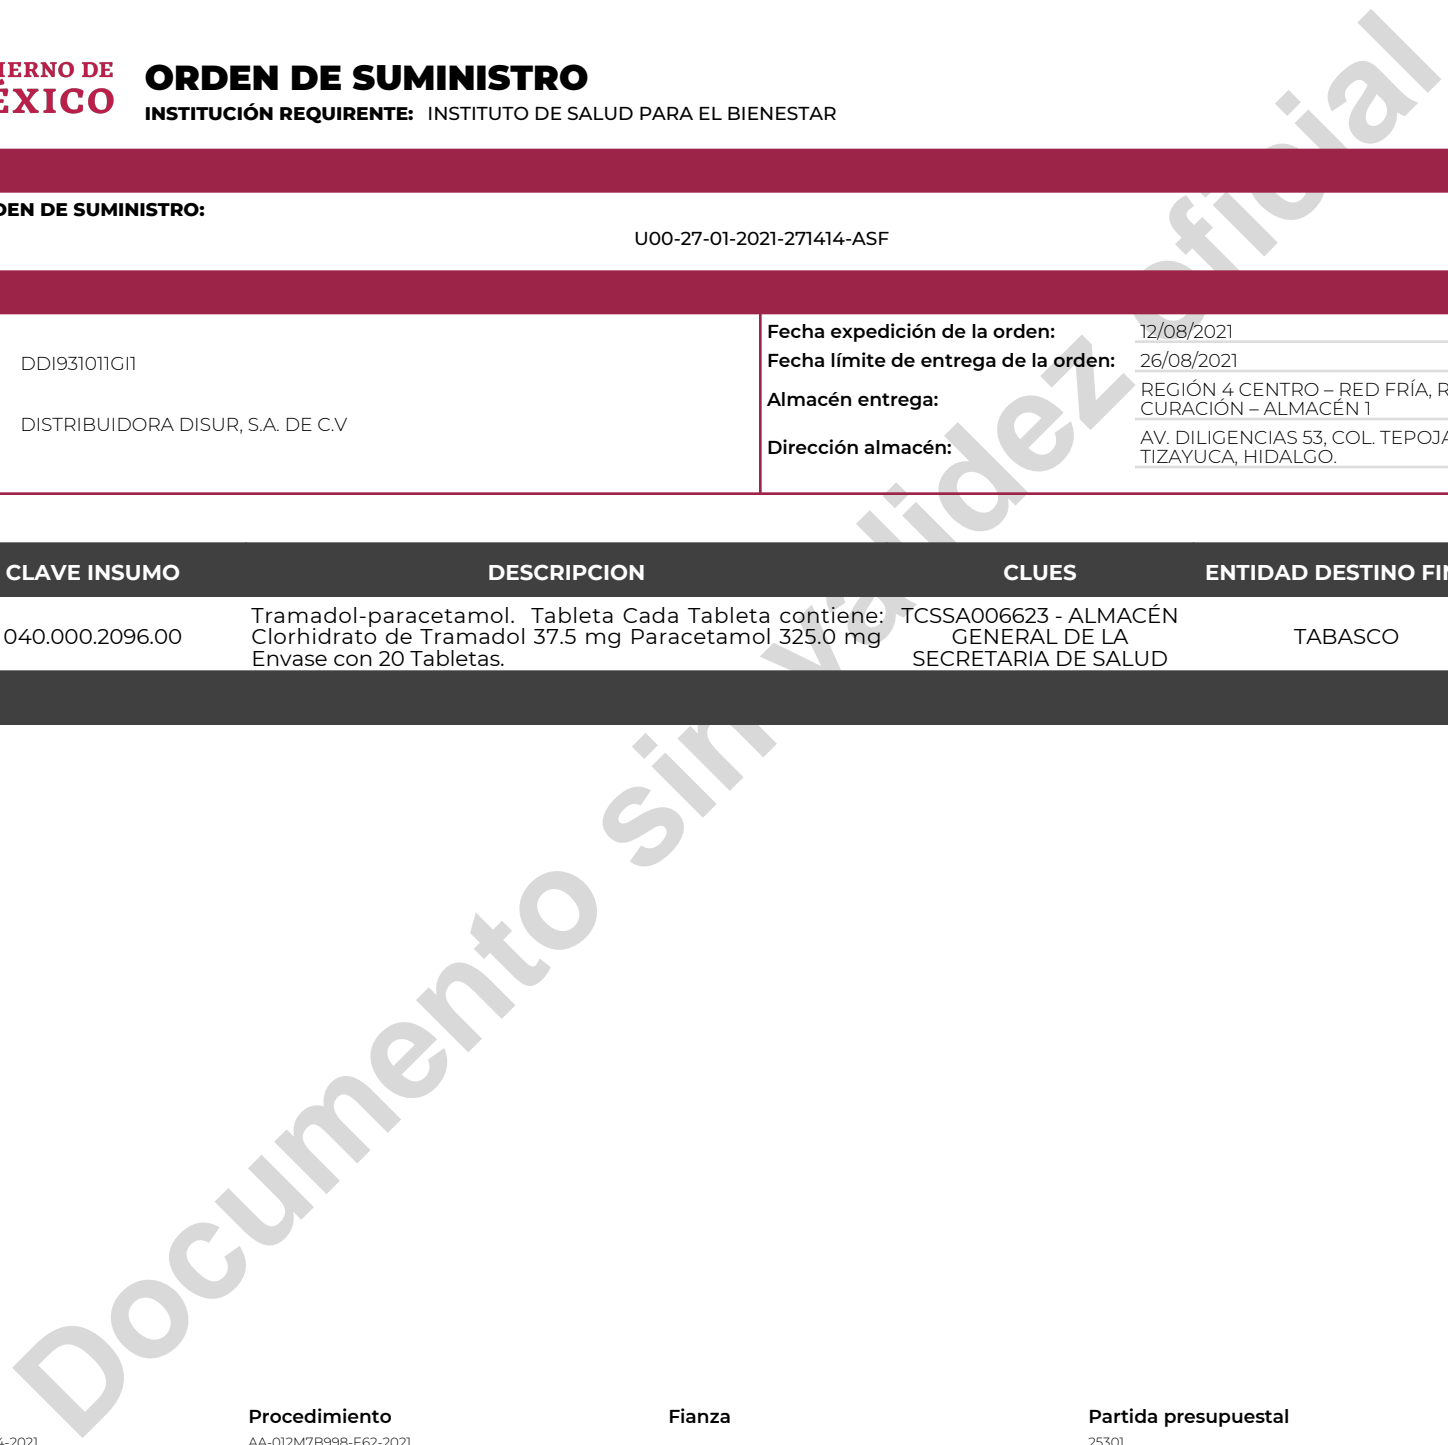 IERNO DE
ÉXICO
ORDEN DE SUMINISTRO
INSTITUCIÓN REQUIRENTE: INSTITUTO DE SALUD PARA EL BIENESTAR
DEN DE SUMINISTRO:
U00-27-01-2021-271414-ASF
DDI931011GI1
DISTRIBUIDORA DISUR, S.A. DE C.V
Fecha expedición de la orden: 12/08/2021
Fecha límite de entrega de la orden: 26/08/2021
Almacén entrega: REGIÓN 4 CENTRO – RED FRÍA, R
CURACIÓN – ALMACÉN 1
Dirección almacén: AV. DILIGENCIAS 53, COL. TEPOJA
TIZAYUCA, HIDALGO.
CLAVE INSUMO DESCRIPCION CLUES ENTIDAD DESTINO FIN
040.000.2096.00
Tramadol-paracetamol. Tableta Cada Tableta contiene:
Clorhidrato de Tramadol 37.5 mg Paracetamol 325.0 mg
Envase con 20 Tabletas.
TCSSA006623 - ALMACÉN
GENERAL DE LA
SECRETARIA DE SALUD
TABASCO
Documento sin validez oficial
Procedimiento Fianza Partida presupuestal
4-2021 AA-012M7B998-E62-2021 25301